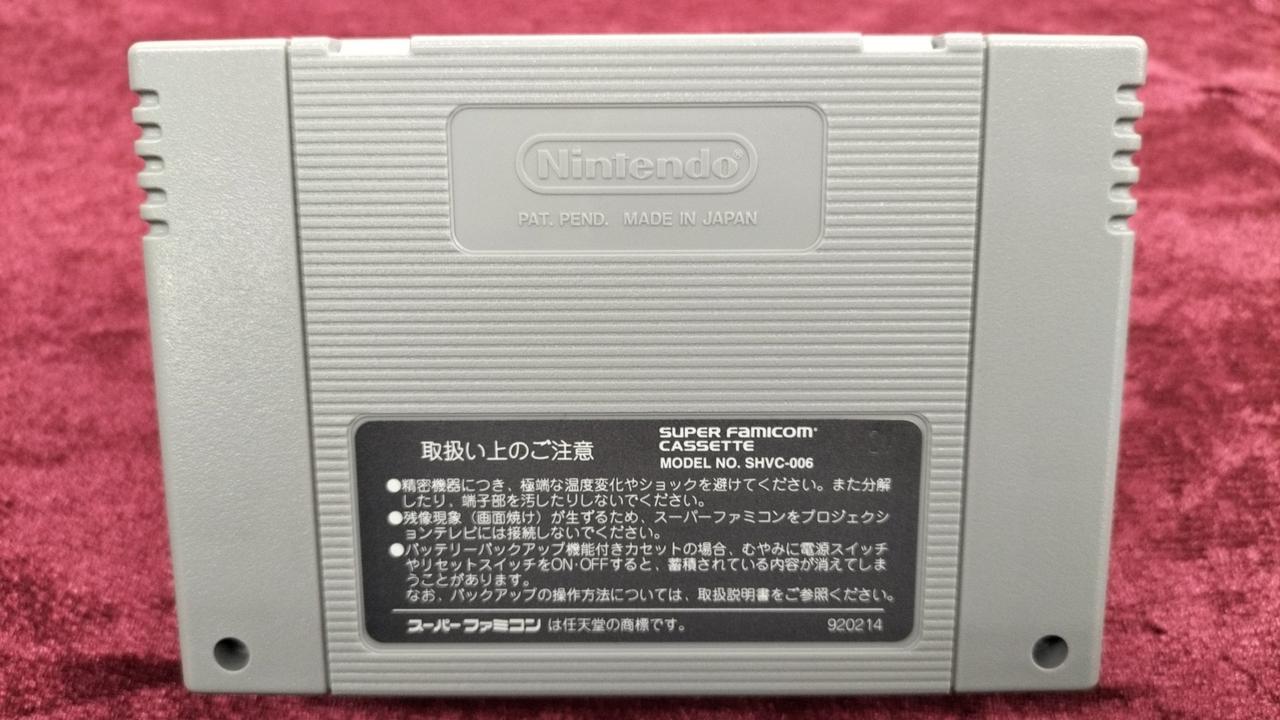 Nintendo®
PAT. PEND. MADE IN JAPAN
取扱い上のご注意
SUPER FAMICOM®
CASSETTE
MODEL NO. SHVC-006
●精密機器につき、極端な温度変化やショックを避けてください。また分解
したり、端子部を汚したりしないでください。
●残像現象(画面焼け)が生ずるため、スーパーファミコンをプロジェクシ
ョンテレビには接続しないでください。
●バッテリーバックアップ機能付きカセットの場合、むやみに電源スイッチ
やリセットスイッチをON·OFFすると、蓄積されている内容が消えてしま
うことがあります。
なお、バックアップの操作方法については、取扱説明書をご参照ください。
スーパーファミコン は任天堂の商標です。 920214